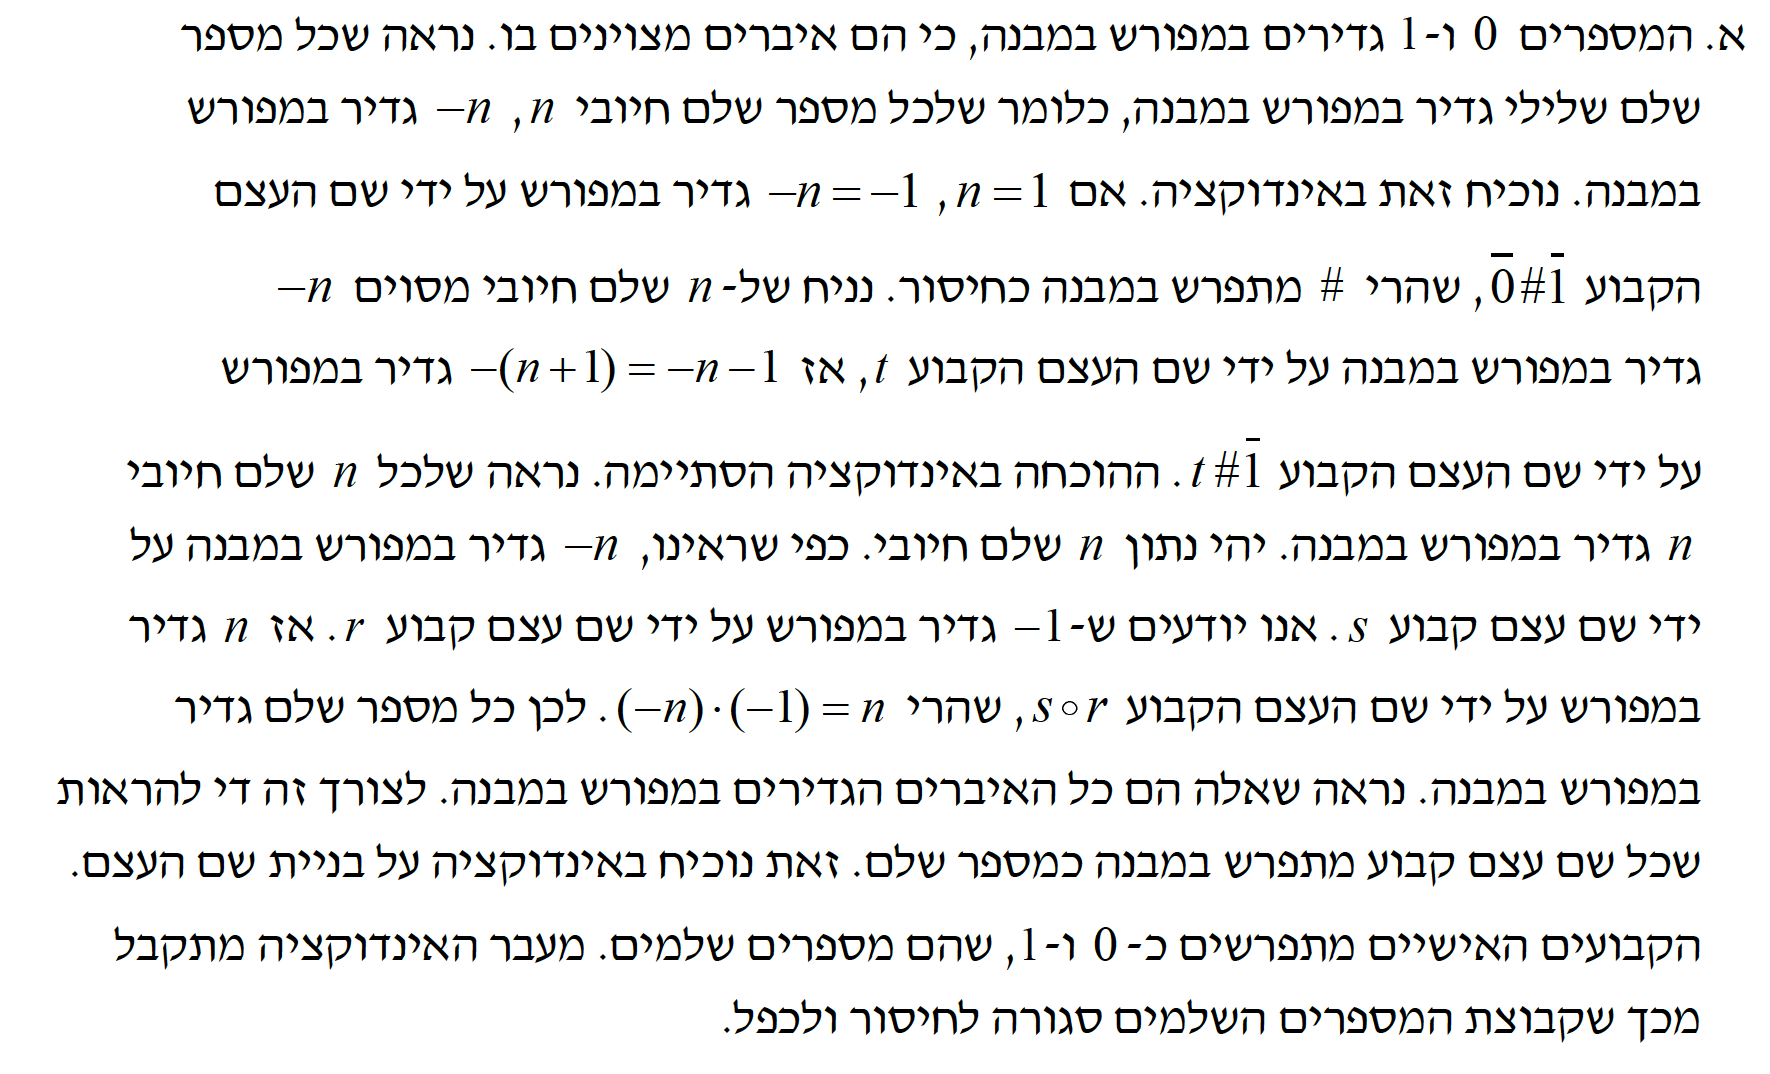 א. המספרים 0 ו-1 גדירים במפורש במבנה, כי הם איברים מצוינים בו. נראה שכל מספר
שלם שלילי גדיר במפורש במבנה, כלומר שלכל מספר שלם חיובי n, −n גדיר במפורש
במבנה. נוכיח זאת באינדוקציה. אם n = 1, −n = −1 גדיר במפורש על ידי שם העצם
הקבוע 0̅#1̅, שהרי # מתפרש במבנה כחיסור. נניח של-n שלם חיובי מסוים −n
גדיר במפורש במבנה על ידי שם העצם הקבוע t, אז −(n+1) = −n−1 גדיר במפורש
על ידי שם העצם הקבוע t#1̅. ההוכחה באינדוקציה הסתיימה. נראה שלכל n שלם חיובי
n גדיר במפורש במבנה. יהי נתון n שלם חיובי. כפי שראינו, −n גדיר במפורש במבנה על
ידי שם עצם קבוע s. אנו יודעים ש-−1 גדיר במפורש על ידי שם עצם קבוע r. אז n גדיר
במפורש על ידי שם העצם הקבוע s∘r, שהרי (−n)·(−1) = n. לכן כל מספר שלם גדיר
במפורש במבנה. נראה שאלה הם כל האיברים הגדירים במפורש במבנה. לצורך זה די להראות
שכל שם עצם קבוע מתפרש במבנה כמספר שלם. זאת נוכיח באינדוקציה על בניית שם העצם.
הקבועים האישיים מתפרשים כ-0 ו-1, שהם מספרים שלמים. מעבר האינדוקציה מתקבל
מכך שקבוצת המספרים השלמים סגורה לחיסור ולכפל.